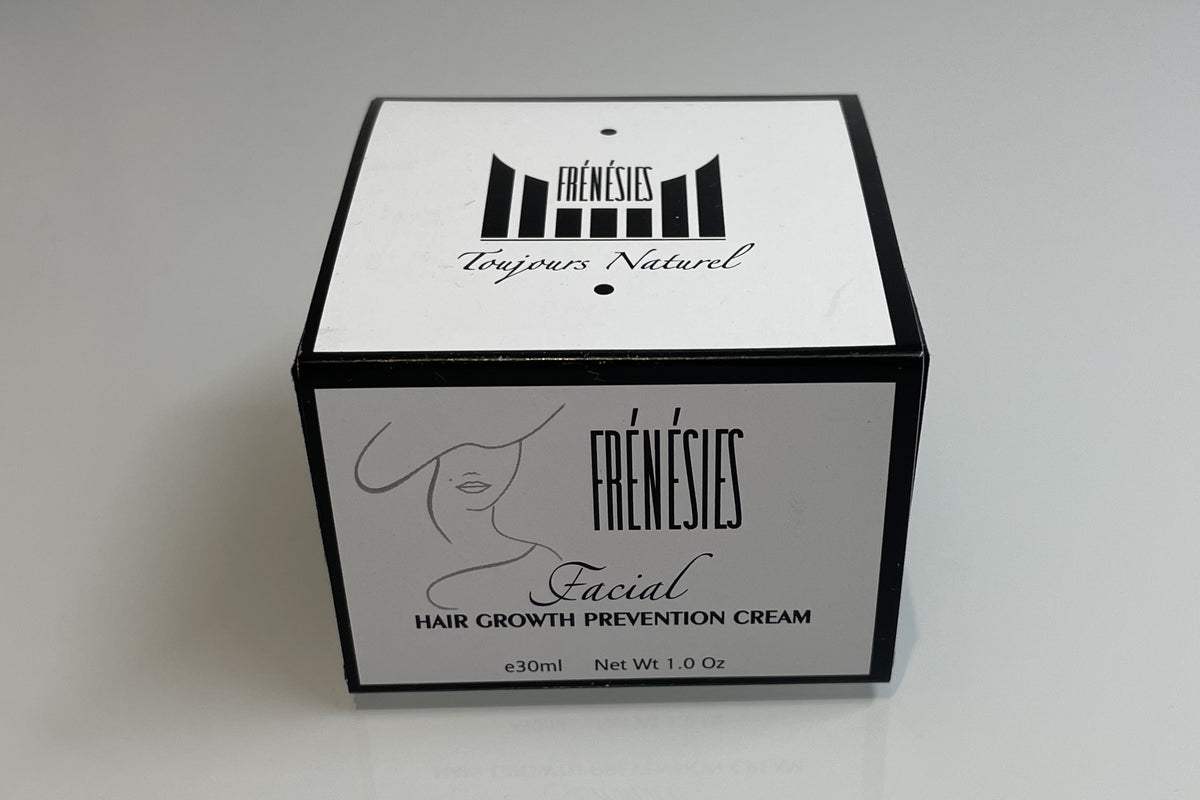 FRÉNÉSIES
Toujours Naturel
FRÉNÉSIES
Facial
HAIR GROWTH PREVENTION CREAM
e30ml Net Wt 1.0 Oz